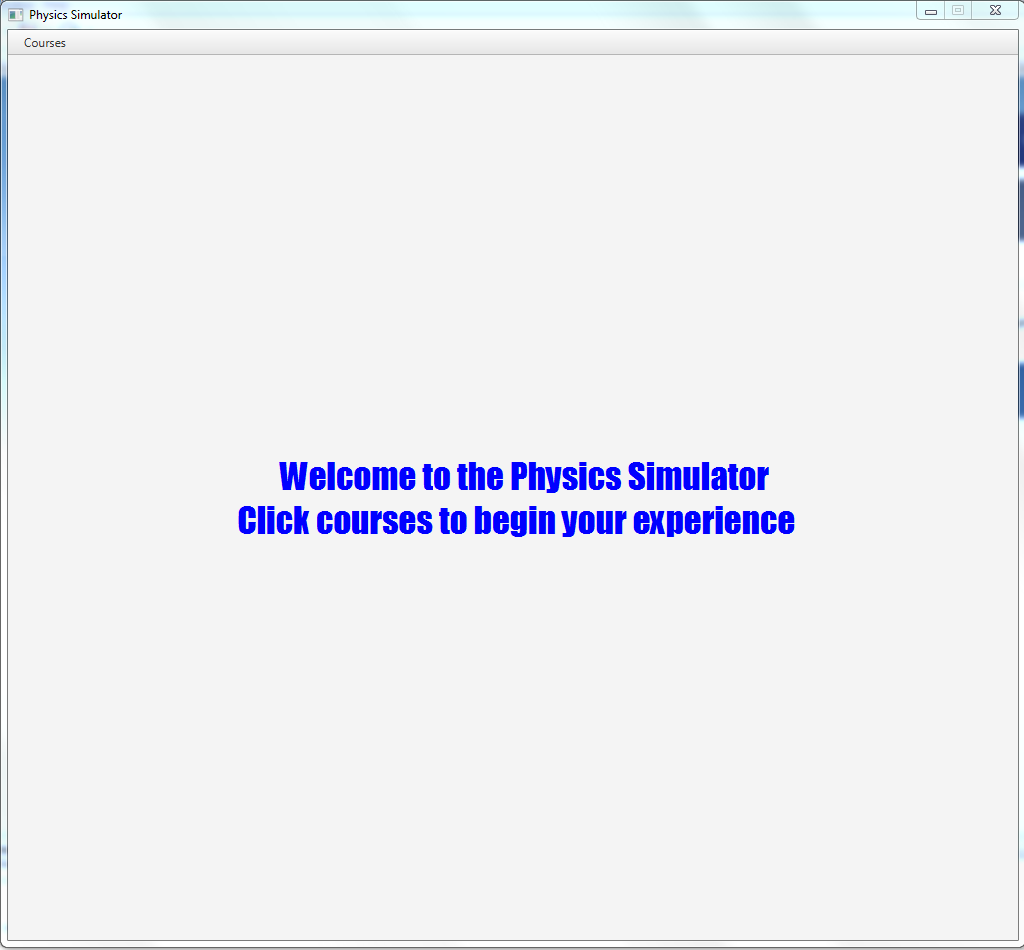 Physics Simulator
Courses
Welcome to the Physics Simulator
Click courses to begin your experience